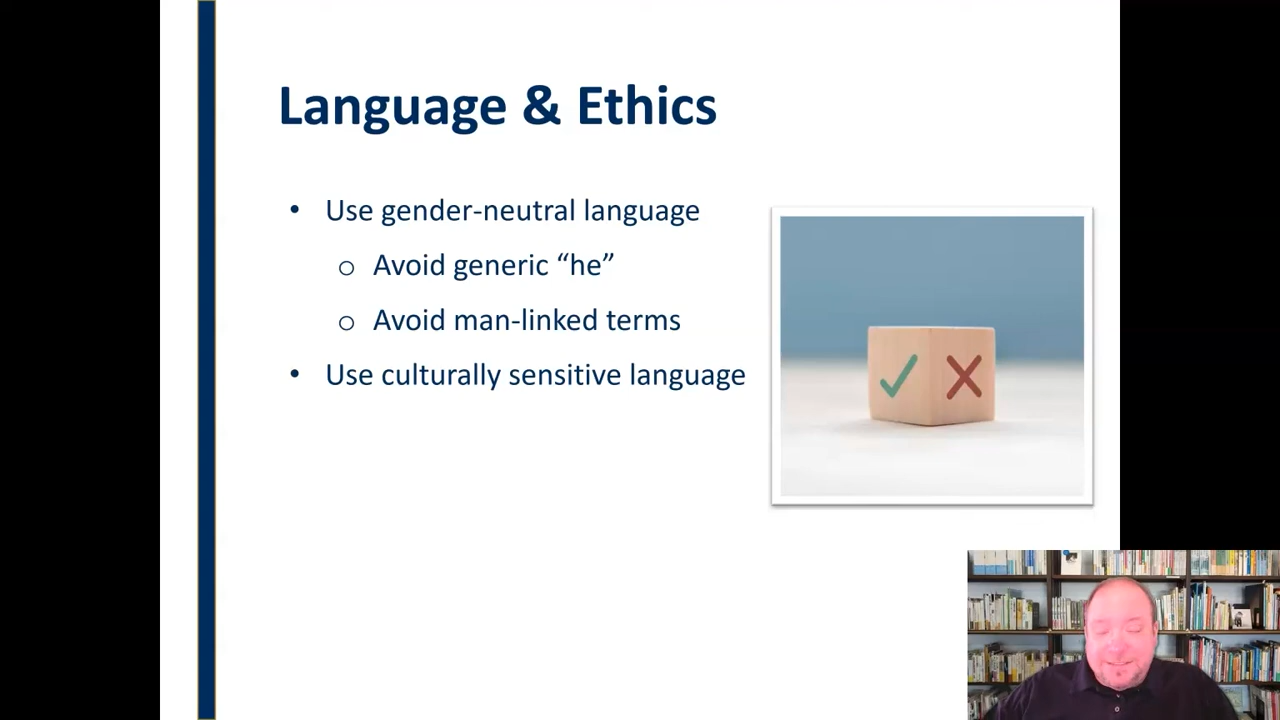 Language & Ethics
• Use gender-neutral language
o Avoid generic “he”
o Avoid man-linked terms
• Use culturally sensitive language